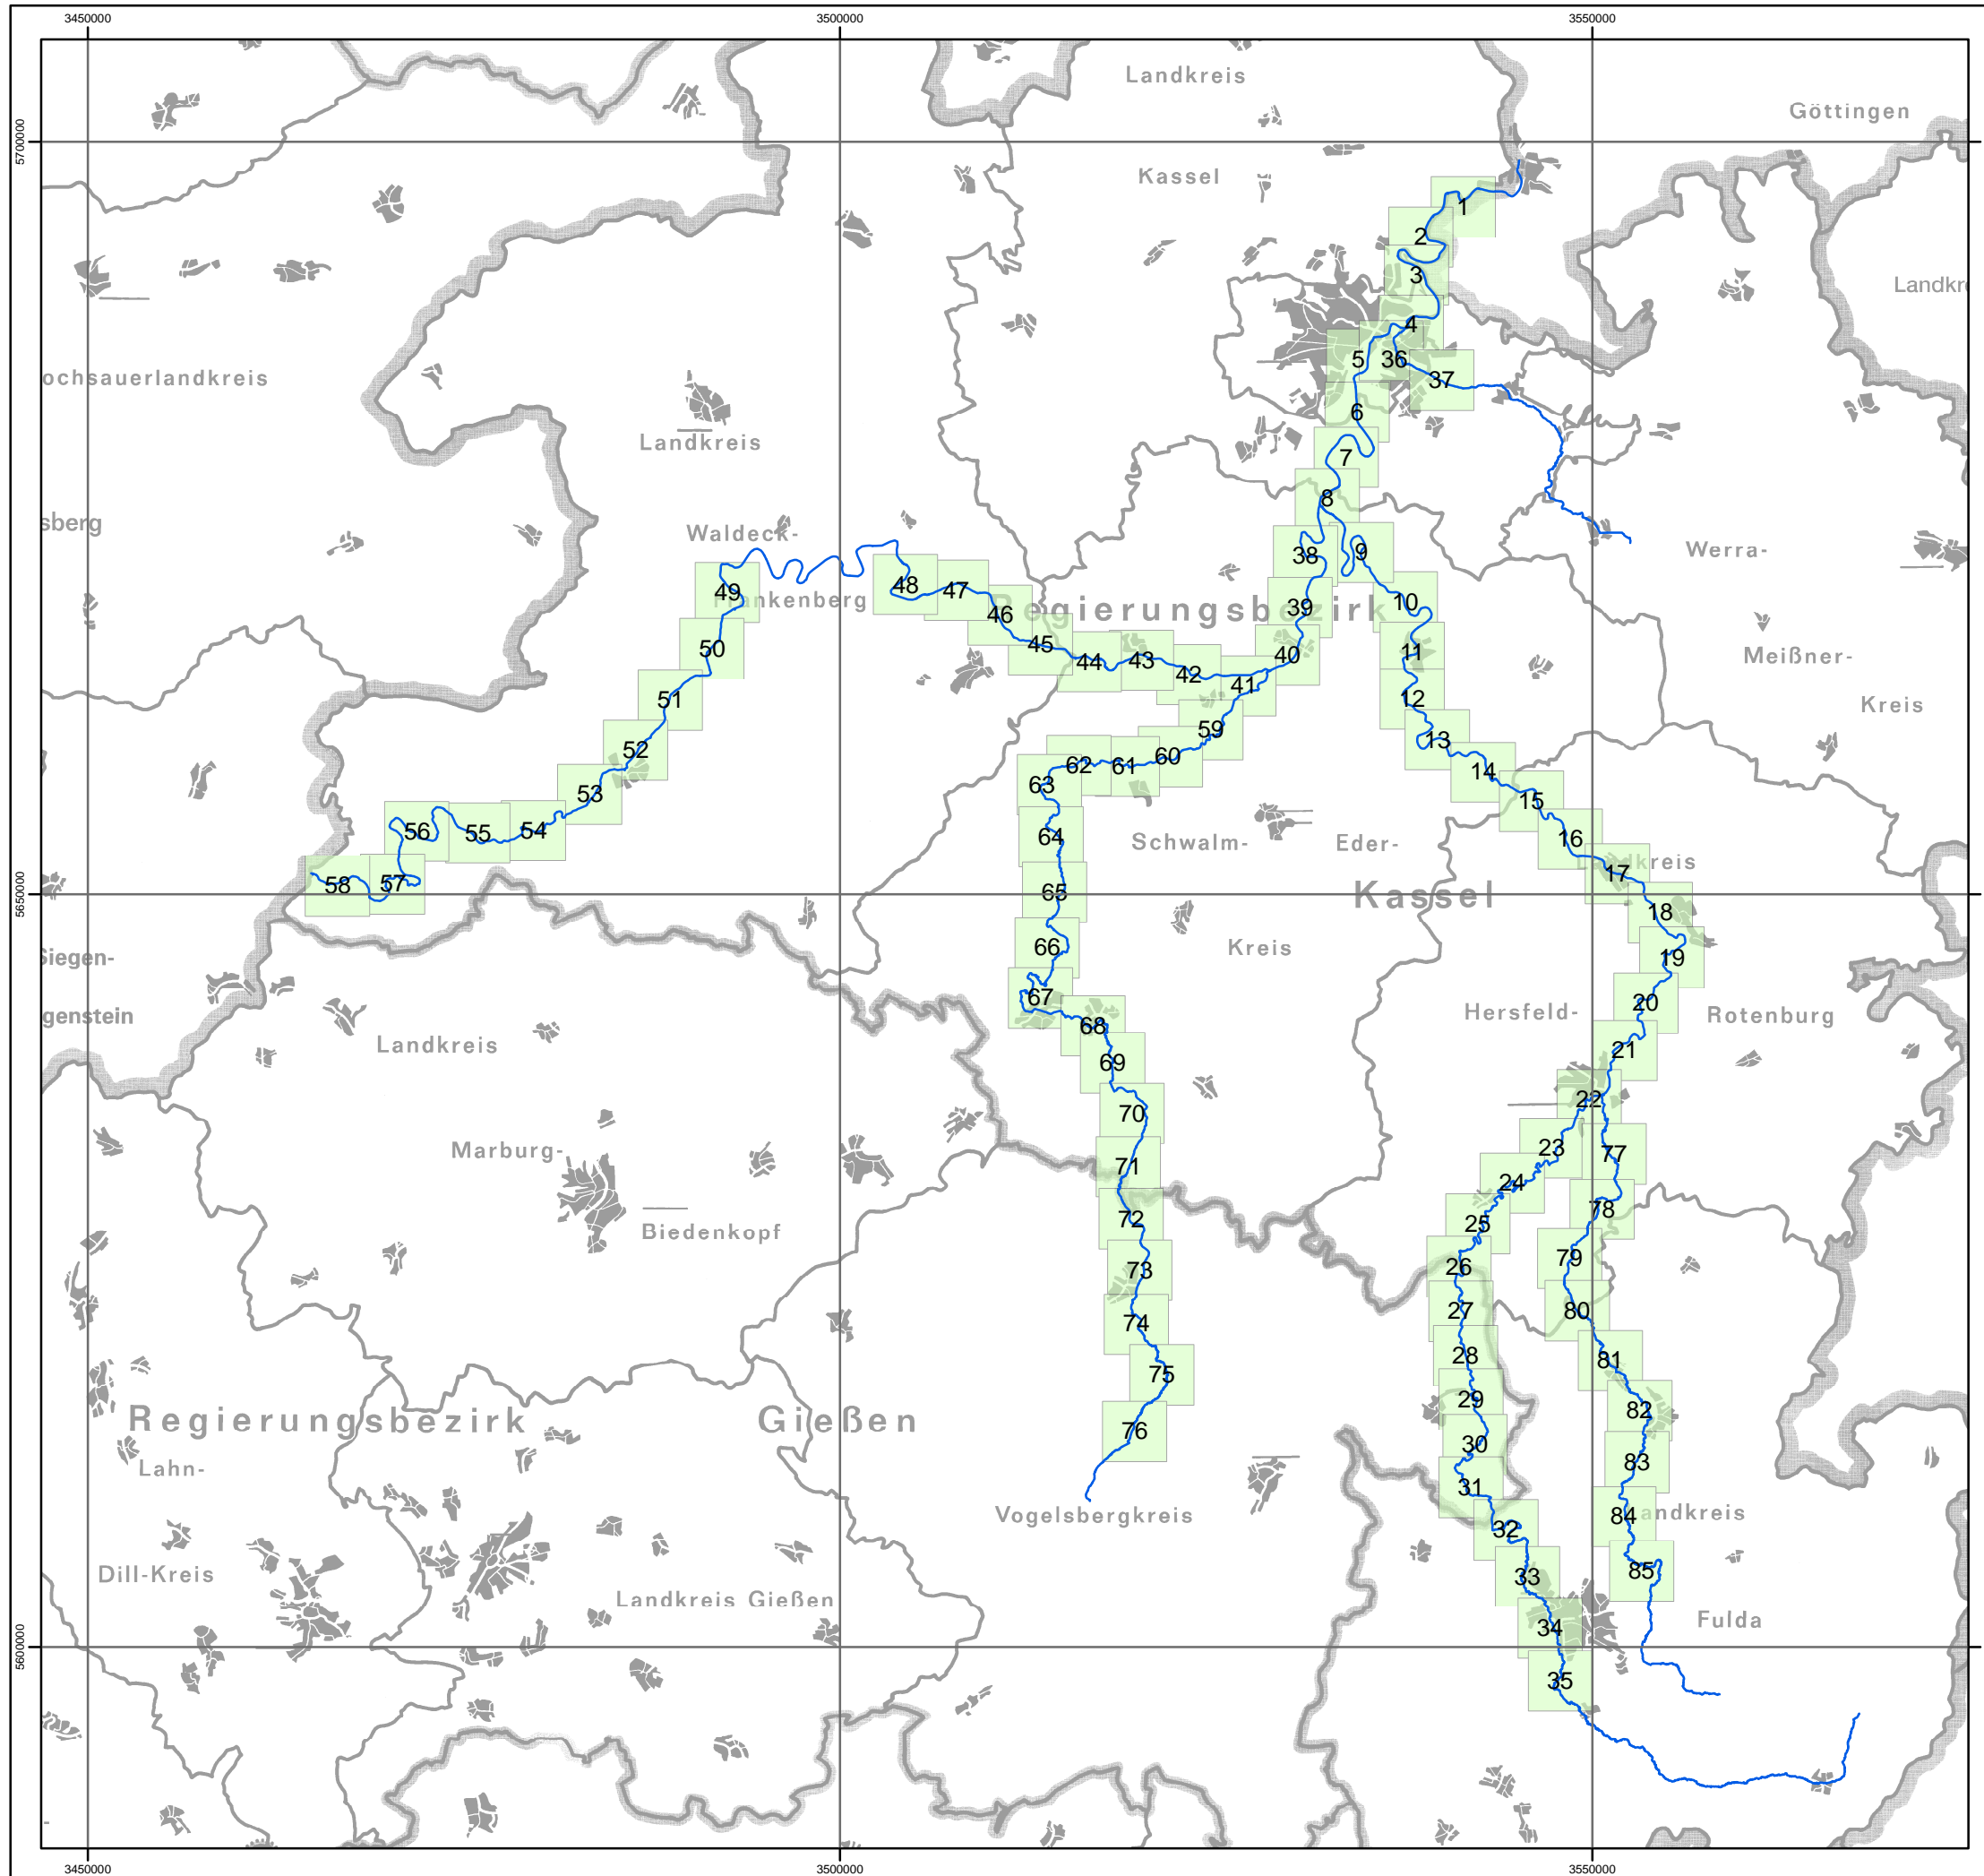 3450000 3500000 3550000
Landkreis
Göttingen
5700000
Kassel
1
2
3
Landkr
4
5 36
37
ochsauerlandkreis
6
Landkreis
7
8
sberg
Waldeck-
38 9
Werra-
49 48 47
ankenberg
39 10
Regierungsbezirk
46
45 44 43 42 41 40
50 11
Meißner-
51 12
Kreis
59 13
52
62 61 60 14
63
53 15
56 55 54
64 Schwalm- Eder- 16
Landkreis
58 57 17
5650000
65 Kassel
18
66 Kreis
Siegen-
19
67
20
genstein
Hersfeld- Rotenburg
68
Landkreis
69 21
22
70
Marburg-
23 77
71
24
78
72 25
Biedenkopf
79
73 26
74 27 80
28 81
75
29
82
Regierungsbezirk Gießen
76 30
83
Lahn-
31
Vogelsbergkreis
84 andkreis
32
Dill-Kreis
33 85
Landkreis Gießen
34 Fulda
5600000
35
3450000 3500000 3550000